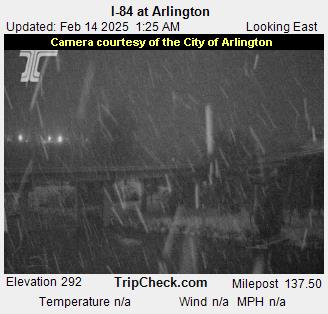 I-84 at Arlington
Updated: Feb 14 2025 1:25 AM Looking East
Camera courtesy of the City of Arlington
Elevation 292 TripCheck.com Milepost 137.50
Temperature n/a Wind n/a MPH n/a